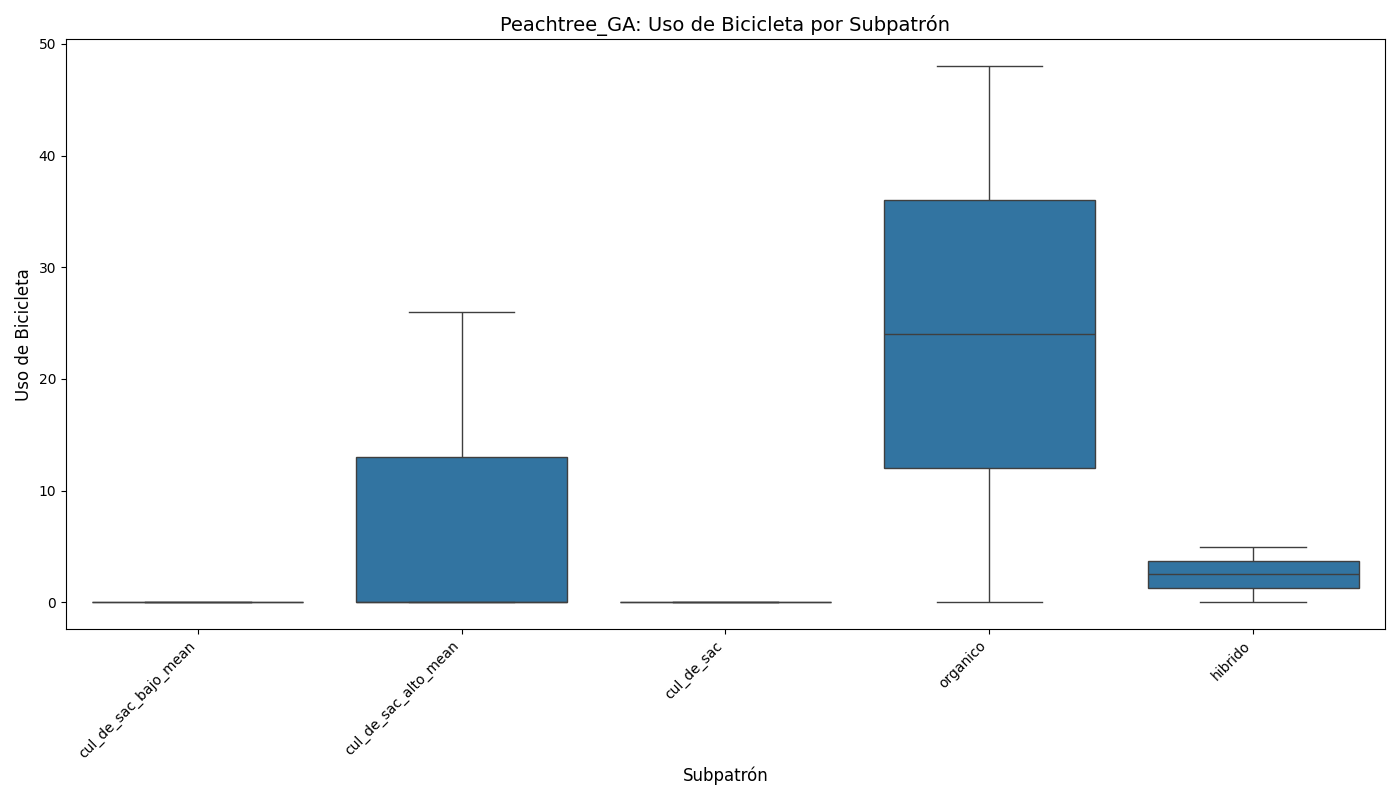 Peachtree_GA: Uso de Bicicleta por Subpatrón
Uso de Bicicleta
50
40
30
20
10
0
cul_de_sac_bajo_mean
cul_de_sac_alto_mean
cul_de_sac
organico
hibrido
Subpatrón